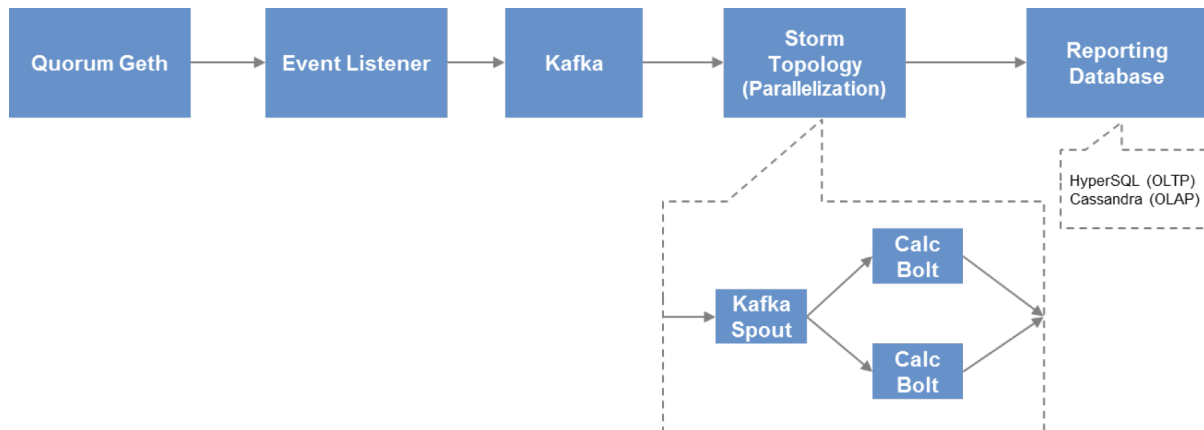 Quorum Geth
Event Listener
Kafka
Storm
Topology
(Parallelization)
Reporting
Database
HyperSQL (OLTP)
Cassandra (OLAP)
Kafka
Spout
Calc
Bolt
Calc
Bolt